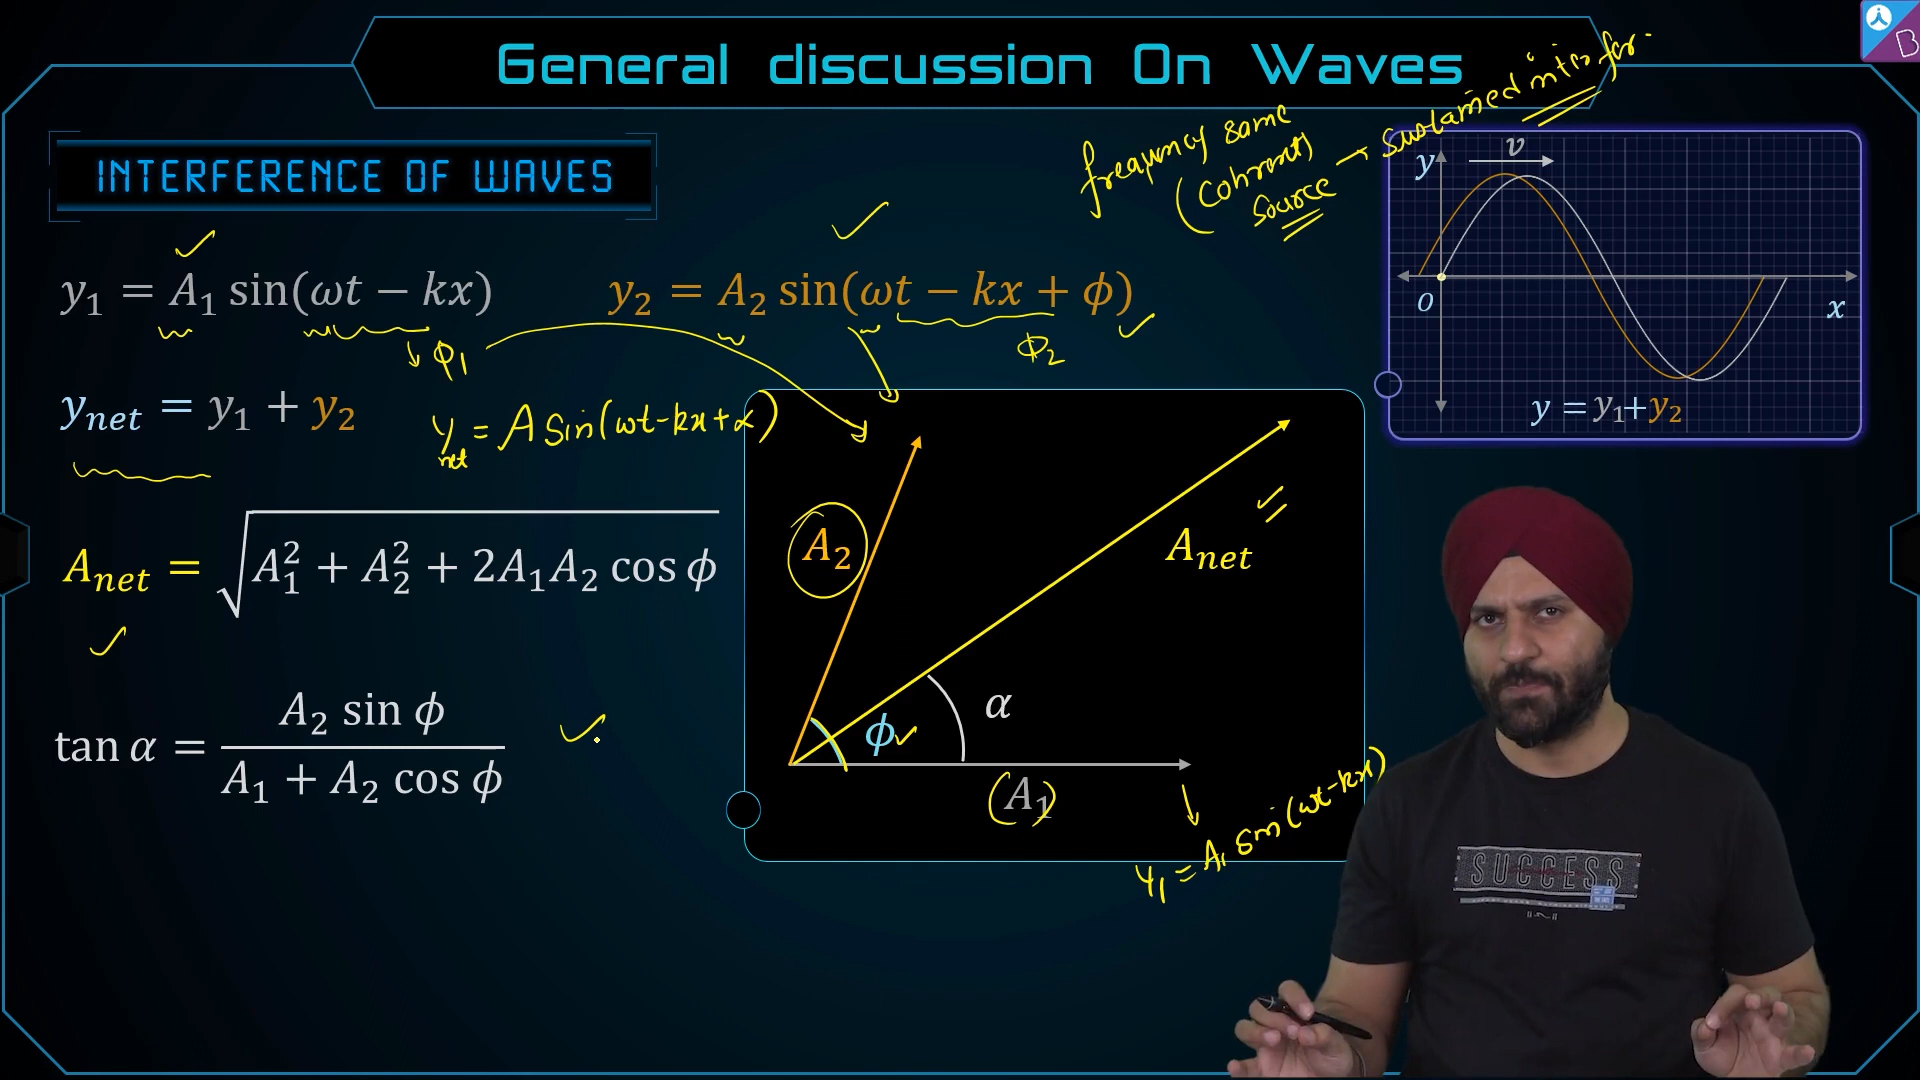 General discussion On Waves
INTERFERENCE OF WAVES
frequency same
(Cohrent
Source → Sustained
y₁ = A₁ sin(ωt − kx)
y₂ = A₂ sin(ωt − kx + ϕ)
ϕ₁
ϕ₂
y_net = y₁ + y₂
y_net = A sin(ωt-kx+α)
A_net = √(A₁² + A₂² + 2A₁A₂ cos ϕ)
tan α = (A₂ sin ϕ)/(A₁ + A₂ cos ϕ)
A₂
A_net
ϕ
α
(A₁)
y₁ = A₁ sin(ωt-kx)
y
v
O
x
y = y₁+y₂
SUCCESS
B